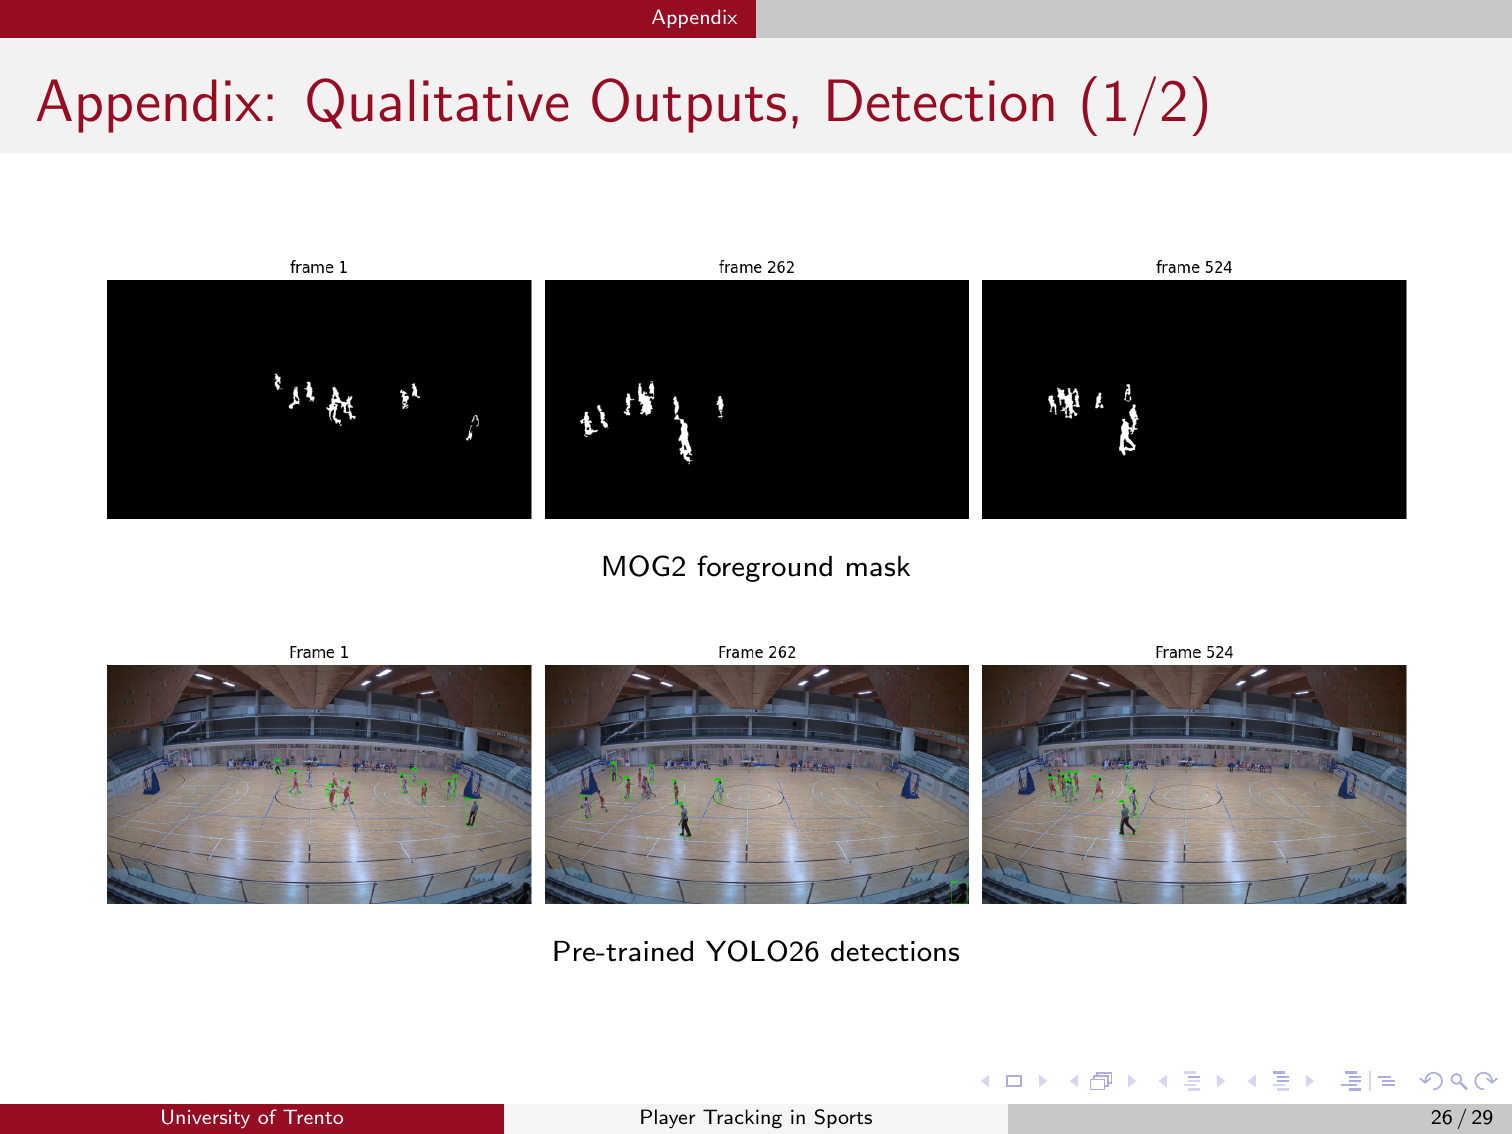 Appendix
Appendix: Qualitative Outputs, Detection (1/2)
frame 1
frame 262
frame 524
MOG2 foreground mask
Frame 1
Frame 262
Frame 524
Pre-trained YOLO26 detections
University of Trento
Player Tracking in Sports
26 / 29